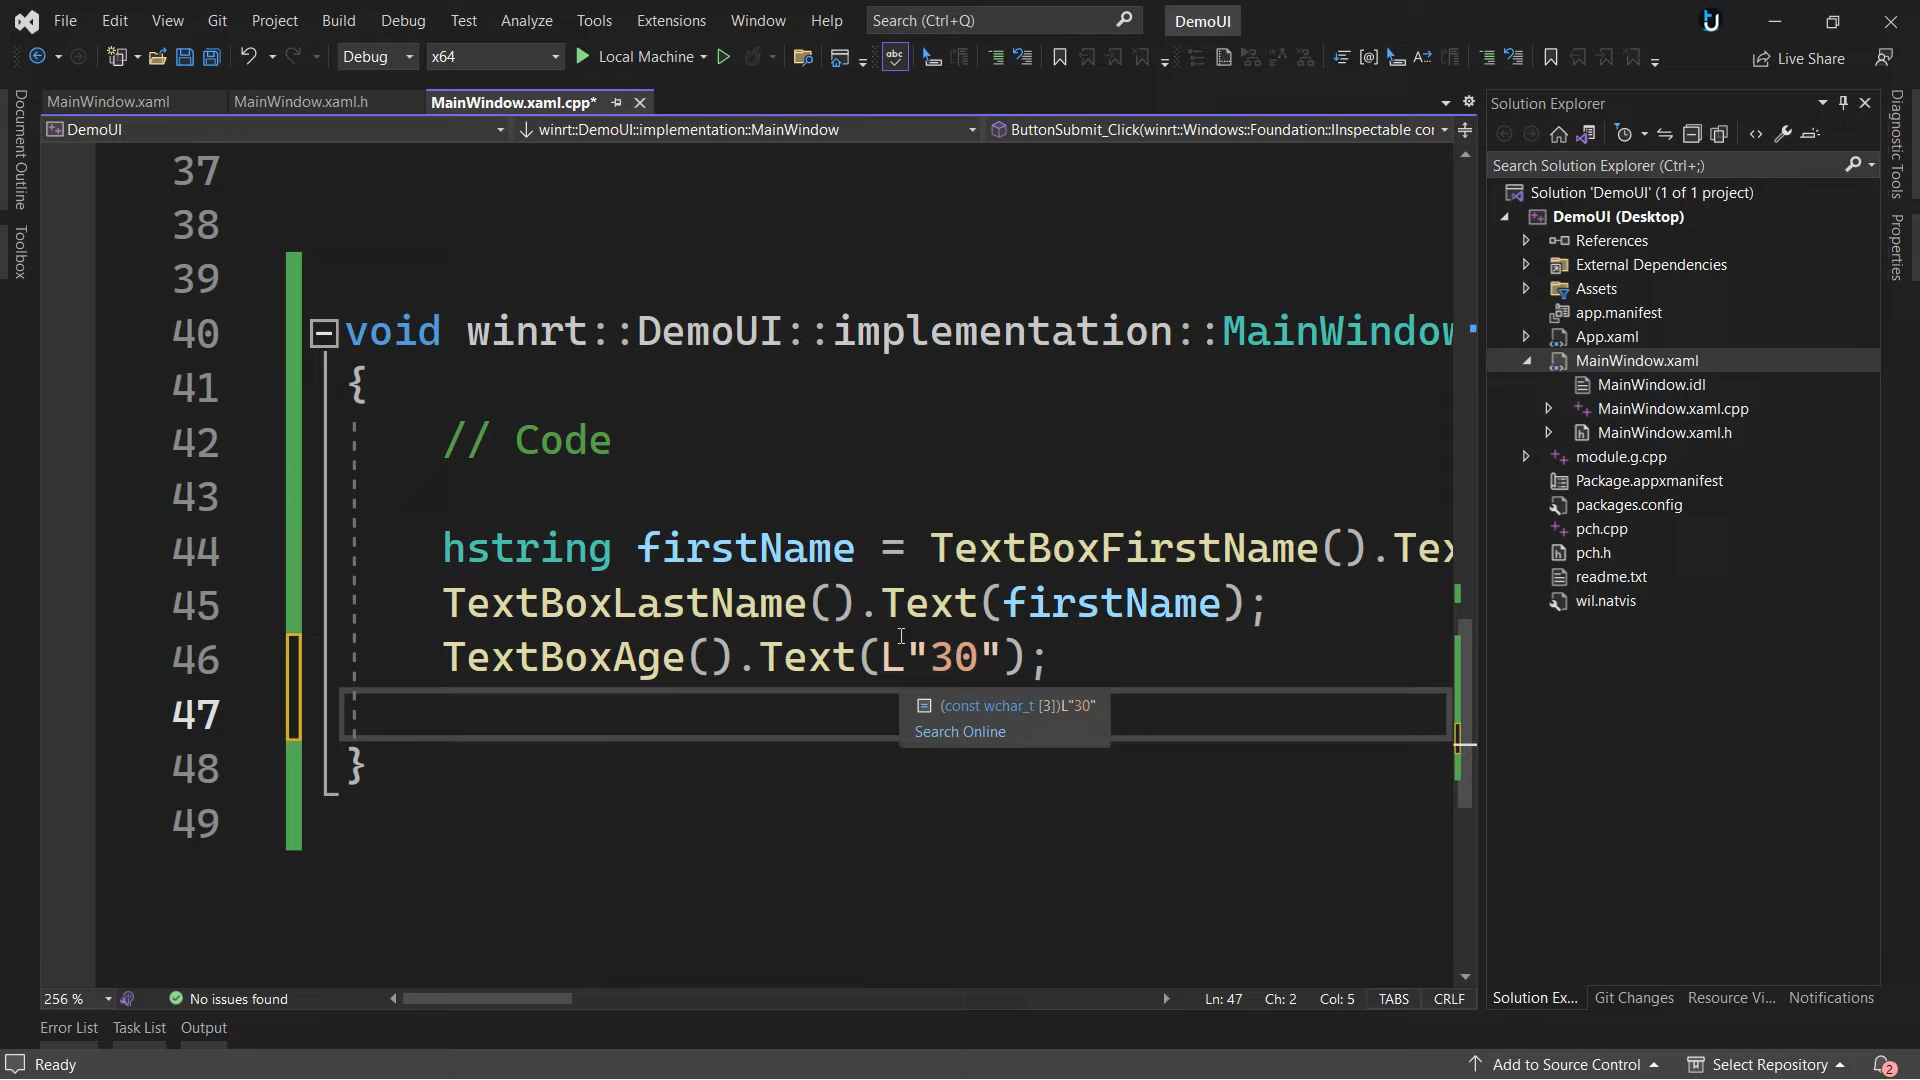 File Edit View Git Project Build Debug Test Analyze Tools Extensions Window Help Search (Ctrl+Q) DemoUI
Debug x64 Local Machine abc Live Share
MainWindow.xaml MainWindow.xaml.h MainWindow.xaml.cpp*
DemoUI winrt::DemoUI::implementation::MainWindow ButtonSubmit_Click(winrt::Windows::Foundation::IInspectable cor
Document Outline
Toolbox
37
38
39
40 void winrt::DemoUI::implementation::MainWindow
41 {
42 // Code
43
44 hstring firstName = TextBoxFirstName().Tex
45 TextBoxLastName().Text(firstName);
46 TextBoxAge().Text(L"30");
47
(const wchar_t [3])L"30"
Search Online
48 }
49
256 % No issues found Ln: 47 Ch: 2 Col: 5 TABS CRLF
Solution Explorer
Search Solution Explorer (Ctrl+;)
Solution 'DemoUI' (1 of 1 project)
DemoUI (Desktop)
References
External Dependencies
Assets
app.manifest
App.xaml
MainWindow.xaml
MainWindow.idl
MainWindow.xaml.cpp
MainWindow.xaml.h
module.g.cpp
Package.appxmanifest
packages.config
pch.cpp
pch.h
readme.txt
wil.natvis
Solution Ex... Git Changes Resource Vi... Notifications
Diagnostic Tools
Properties
Error List Task List Output
Ready Add to Source Control Select Repository 2